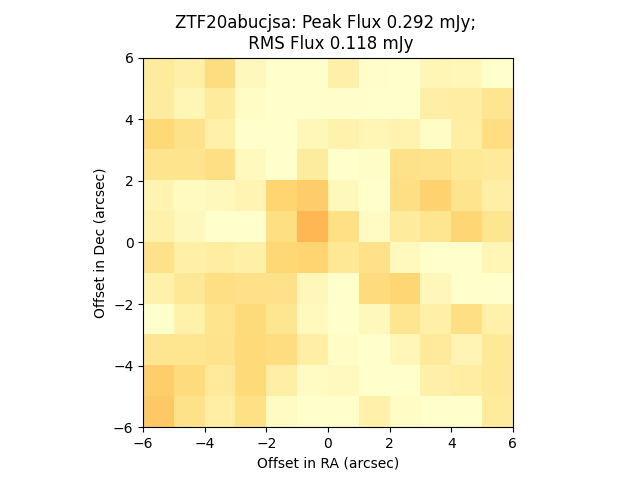 ZTF20abucjsa: Peak Flux 0.292 mJy;
RMS Flux 0.118 mJy
6
4
2
0
−2
−4
−6
Offset in Dec (arcsec)
−6 −4 −2 0 2 4 6
Offset in RA (arcsec)